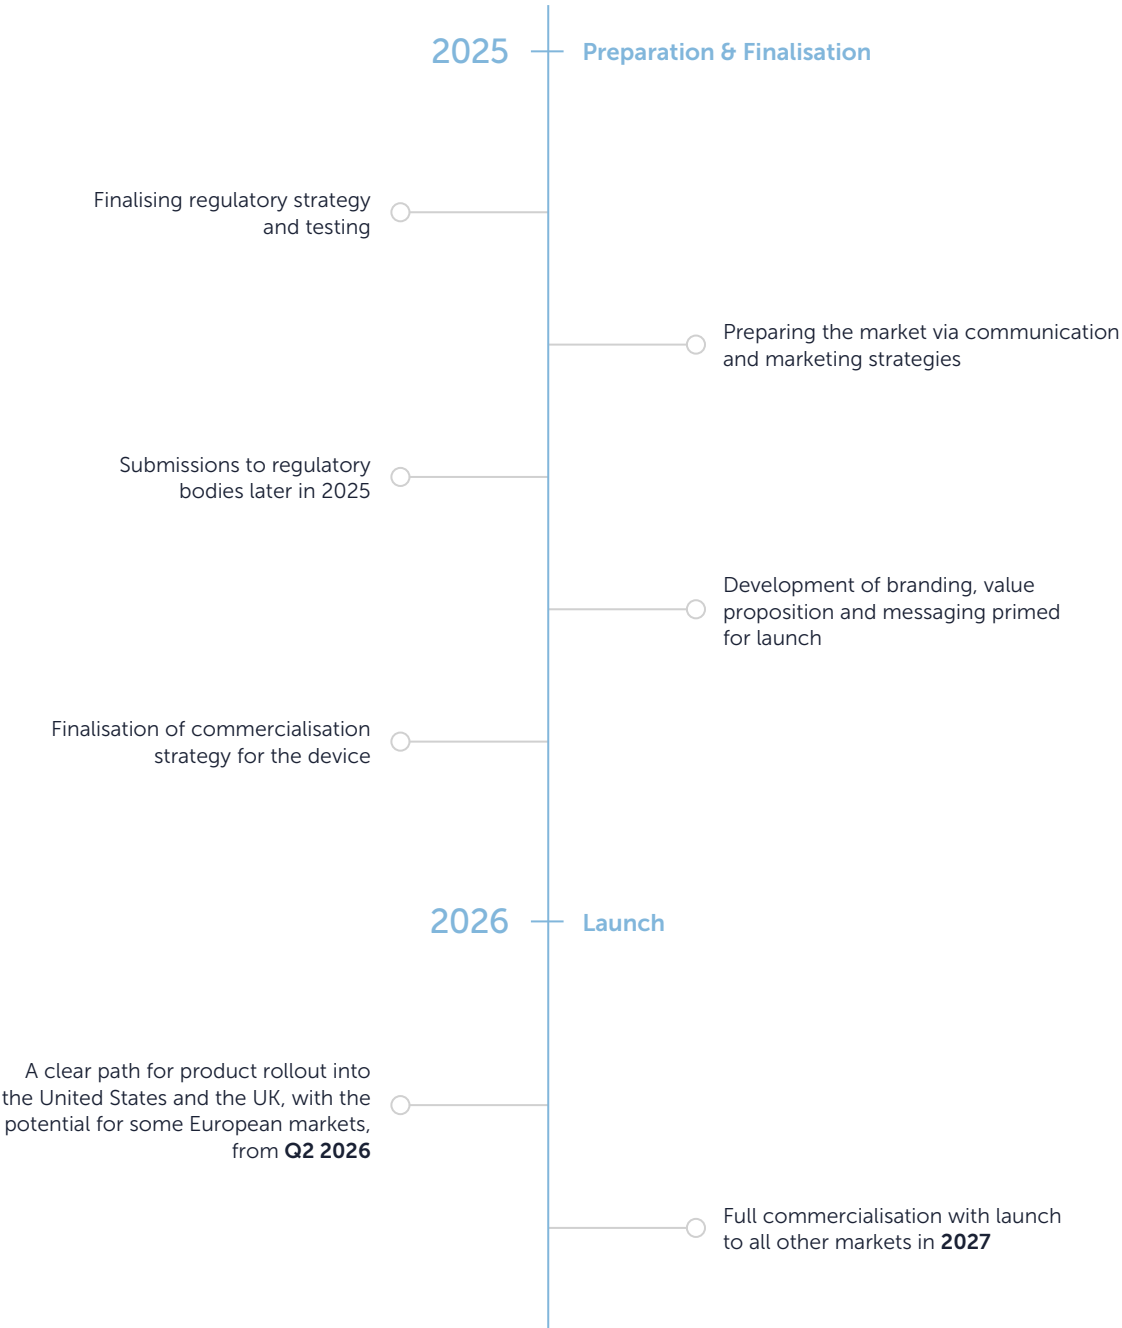 2025
Preparation & Finalisation
Finalising regulatory strategy
and testing
Preparing the market via communication
and marketing strategies
Submissions to regulatory
bodies later in 2025
Development of branding, value
proposition and messaging primed
for launch
Finalisation of commercialisation
strategy for the device
2026
Launch
A clear path for product rollout into
the United States and the UK, with the
potential for some European markets,
from Q2 2026
Full commercialisation with launch
to all other markets in 2027